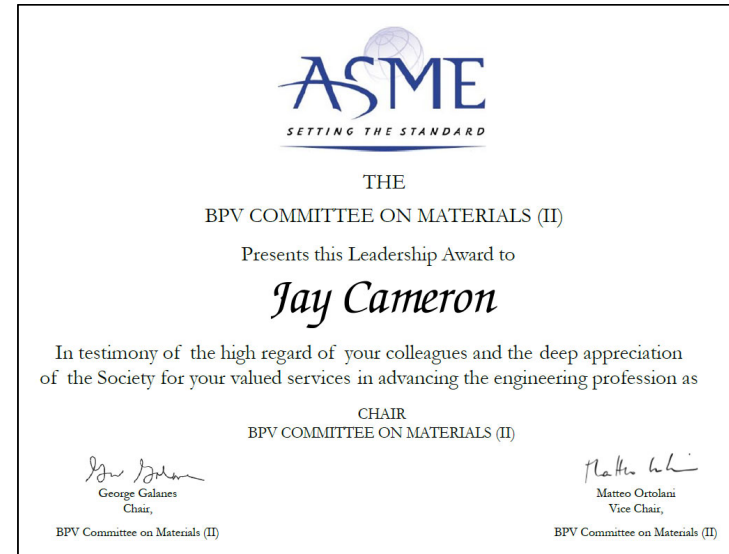 ASME
SETTING THE STANDARD
THE
BPV COMMITTEE ON MATERIALS (II)
Presents this Leadership Award to
Jay Cameron
In testimony of the high regard of your colleagues and the deep appreciation
of the Society for your valued services in advancing the engineering profession as
CHAIR
BPV COMMITTEE ON MATERIALS (II)
George Galanes
Chair,
BPV Committee on Materials (II)
Matteo Ortolani
Vice Chair,
BPV Committee on Materials (II)